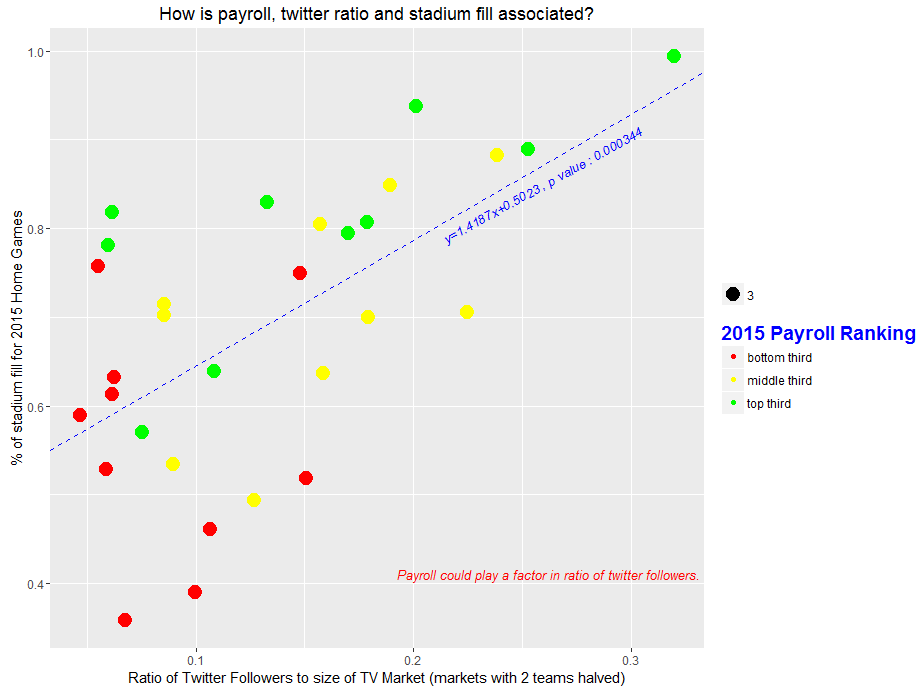 How is payroll, twitter ratio and stadium fill associated?
% of stadium fill for 2015 Home Games
1.0
0.8
0.6
0.4
y=1.4187x+0.5023, p value : 0.000344
Payroll could play a factor in ratio of twitter followers.
0.1
0.2
0.3
Ratio of Twitter Followers to size of TV Market (markets with 2 teams halved)
3
2015 Payroll Ranking
bottom third
middle third
top third